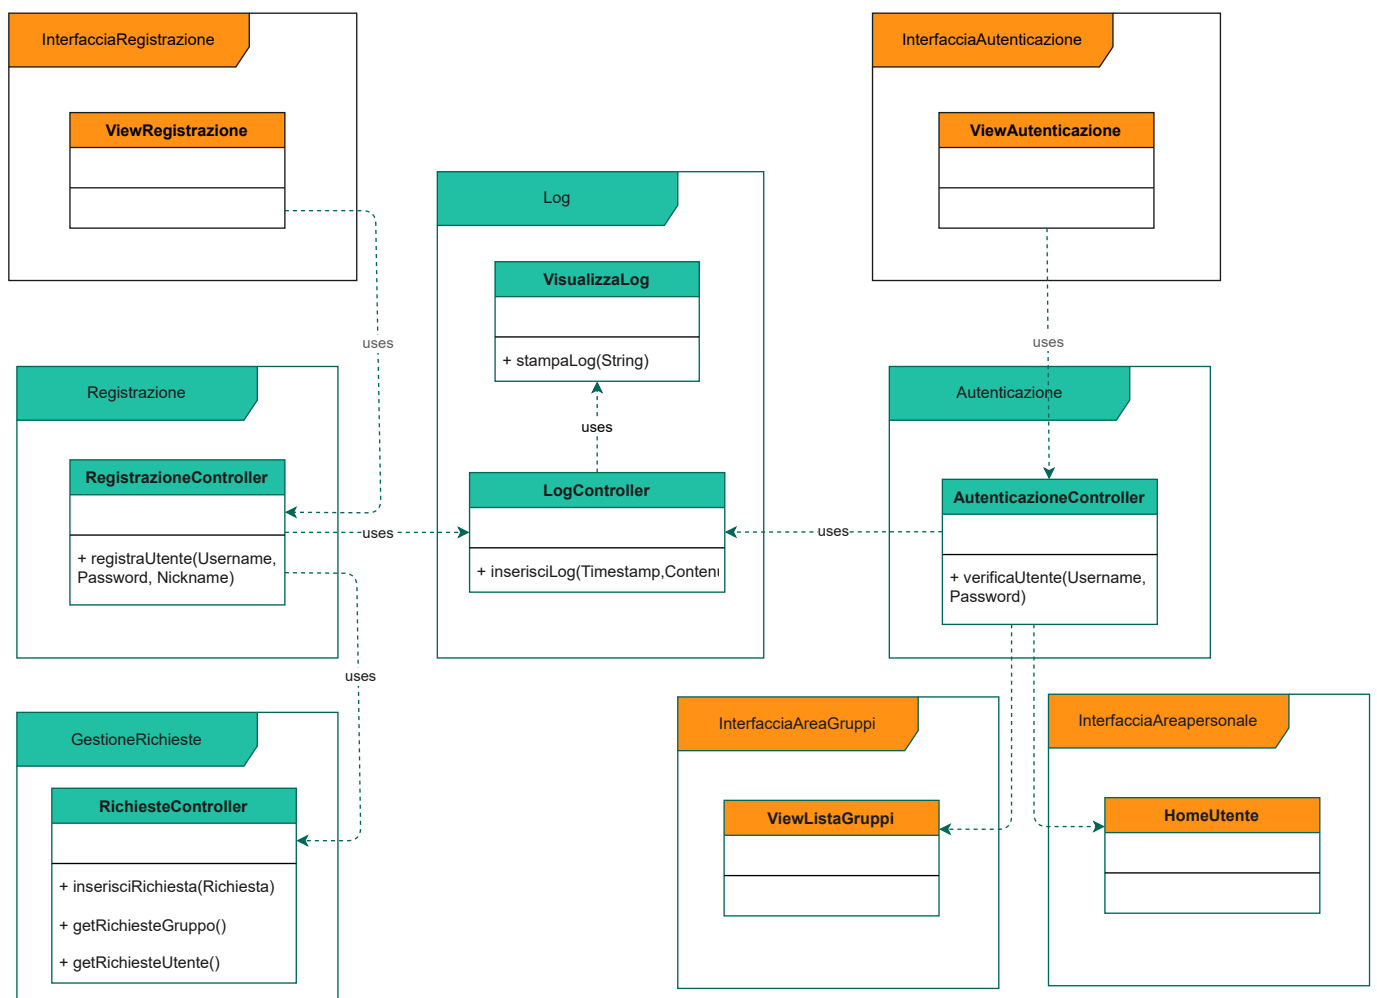 InterfacciaRegistrazione
ViewRegistrazione
InterfacciaAutenticazione
ViewAutenticazione
Log
VisualizzaLog
+ stampaLog(String)
uses
uses
uses
Registrazione
RegistrazioneController
+ registraUtente(Username,
Password, Nickname)
uses
uses
LogController
+ inserisciLog(Timestamp,Contenu
uses
Autenticazione
AutenticazioneController
+ verificaUtente(Username,
Password)
uses
GestioneRichieste
RichiesteController
+ inserisciRichiesta(Richiesta)
+ getRichiesteGruppo()
+ getRichiesteUtente()
InterfacciaAreaGruppi
ViewListaGruppi
InterfacciaAreapersonale
HomeUtente